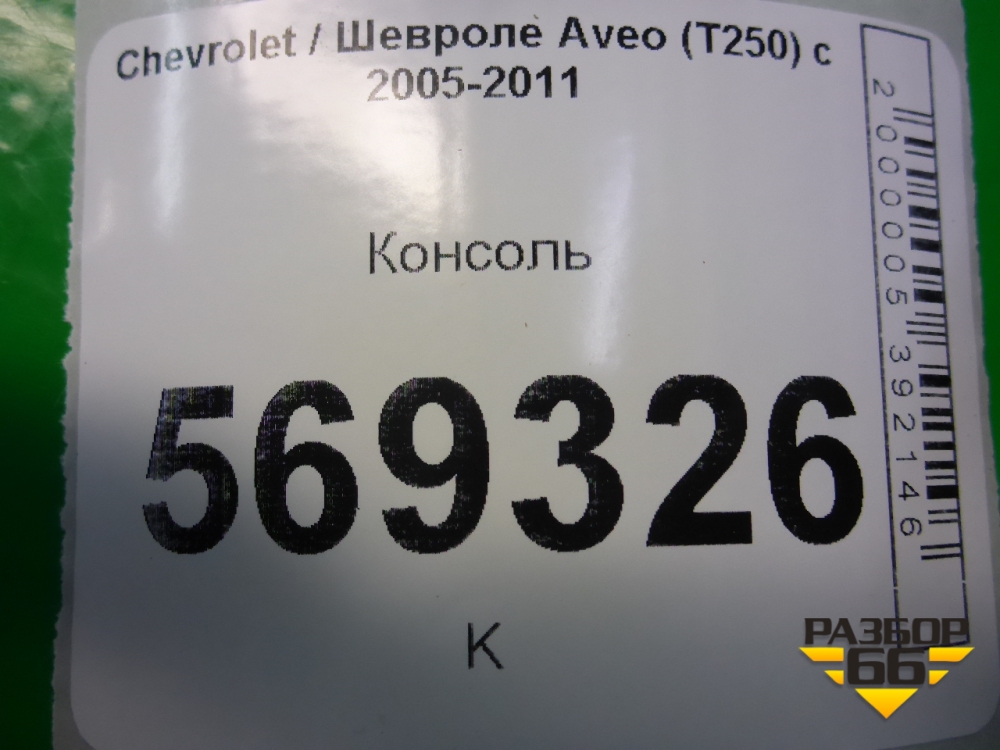 Chevrolet / Шевроле Aveo (T250) с
2005-2011
Консоль
569326
К
2000005392146
РАЗБОР
66